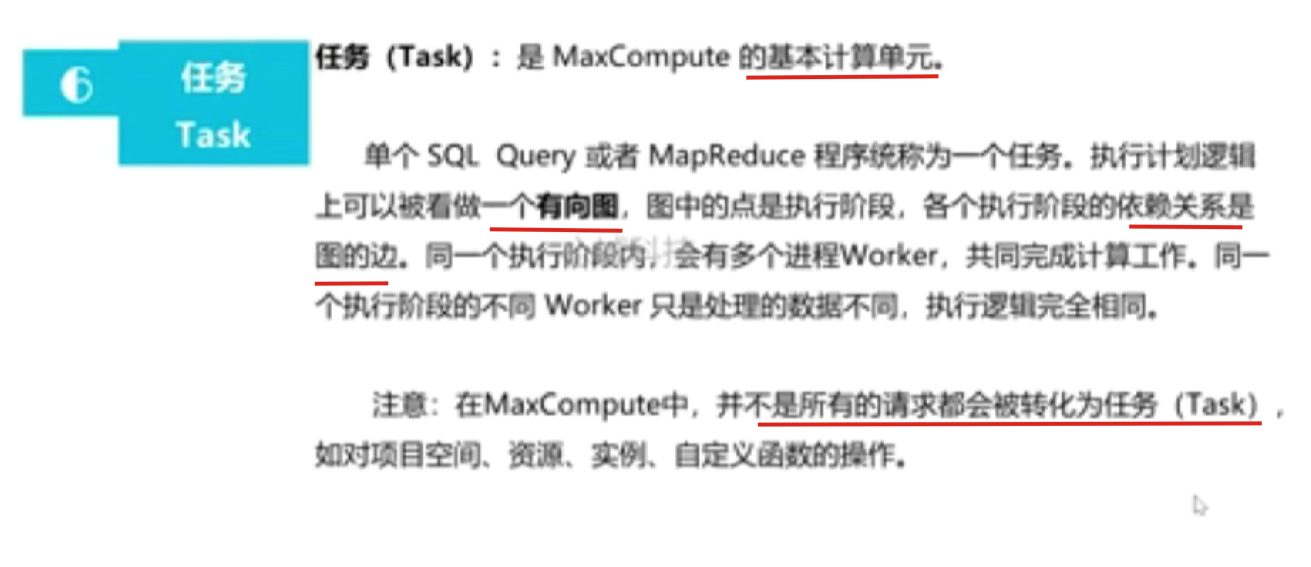 6
任务
Task
任务（Task）：是 MaxCompute 的基本计算单元。
单个 SQL Query 或者 MapReduce 程序统称为一个任务。执行计划逻辑
上可以被看做一个有向图，图中的点是执行阶段，各个执行阶段的依赖关系是
图的边。同一个执行阶段内，会有多个进程Worker，共同完成计算工作。同一
个执行阶段的不同 Worker 只是处理的数据不同，执行逻辑完全相同。
注意：在MaxCompute中，并不是所有的请求都会被转化为任务（Task），
如对项目空间、资源、实例、自定义函数的操作。